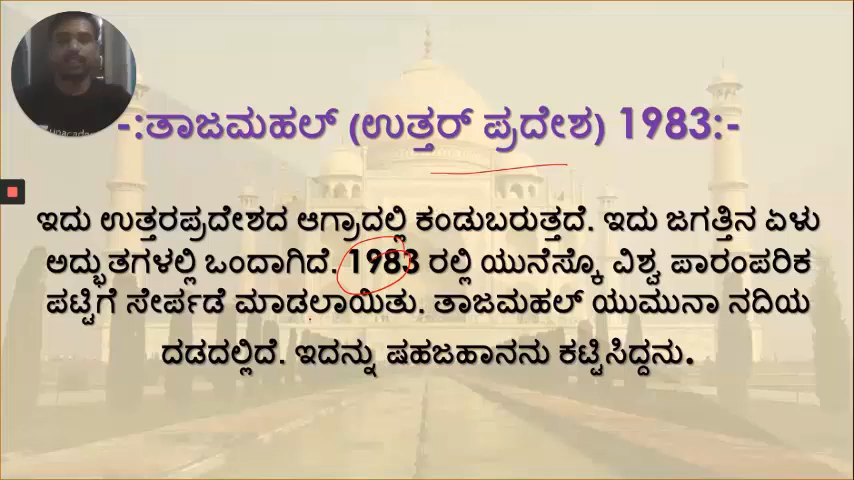 -:ತಾಜಮಹಲ್ (ಉತ್ತರ್ ಪ್ರದೇಶ) 1983:-
ಇದು ಉತ್ತರಪ್ರದೇಶದ ಆಗ್ರಾದಲ್ಲಿ ಕಂಡುಬರುತ್ತದೆ. ಇದು ಜಗತ್ತಿನ ಏಳು
ಅದ್ಭುತಗಳಲ್ಲಿ ಒಂದಾಗಿದೆ. 1983 ರಲ್ಲಿ ಯುನೆಸ್ಕೊ ವಿಶ್ವ ಪಾರಂಪರಿಕ
ಪಟ್ಟಿಗೆ ಸೇರ್ಪಡೆ ಮಾಡಲಾಯಿತು. ತಾಜಮಹಲ್ ಯುಮುನಾ ನದಿಯ
ದಡದಲ್ಲಿದೆ. ಇದನ್ನು ಷಹಜಹಾನನು ಕಟ್ಟಿಸಿದ್ದನು.